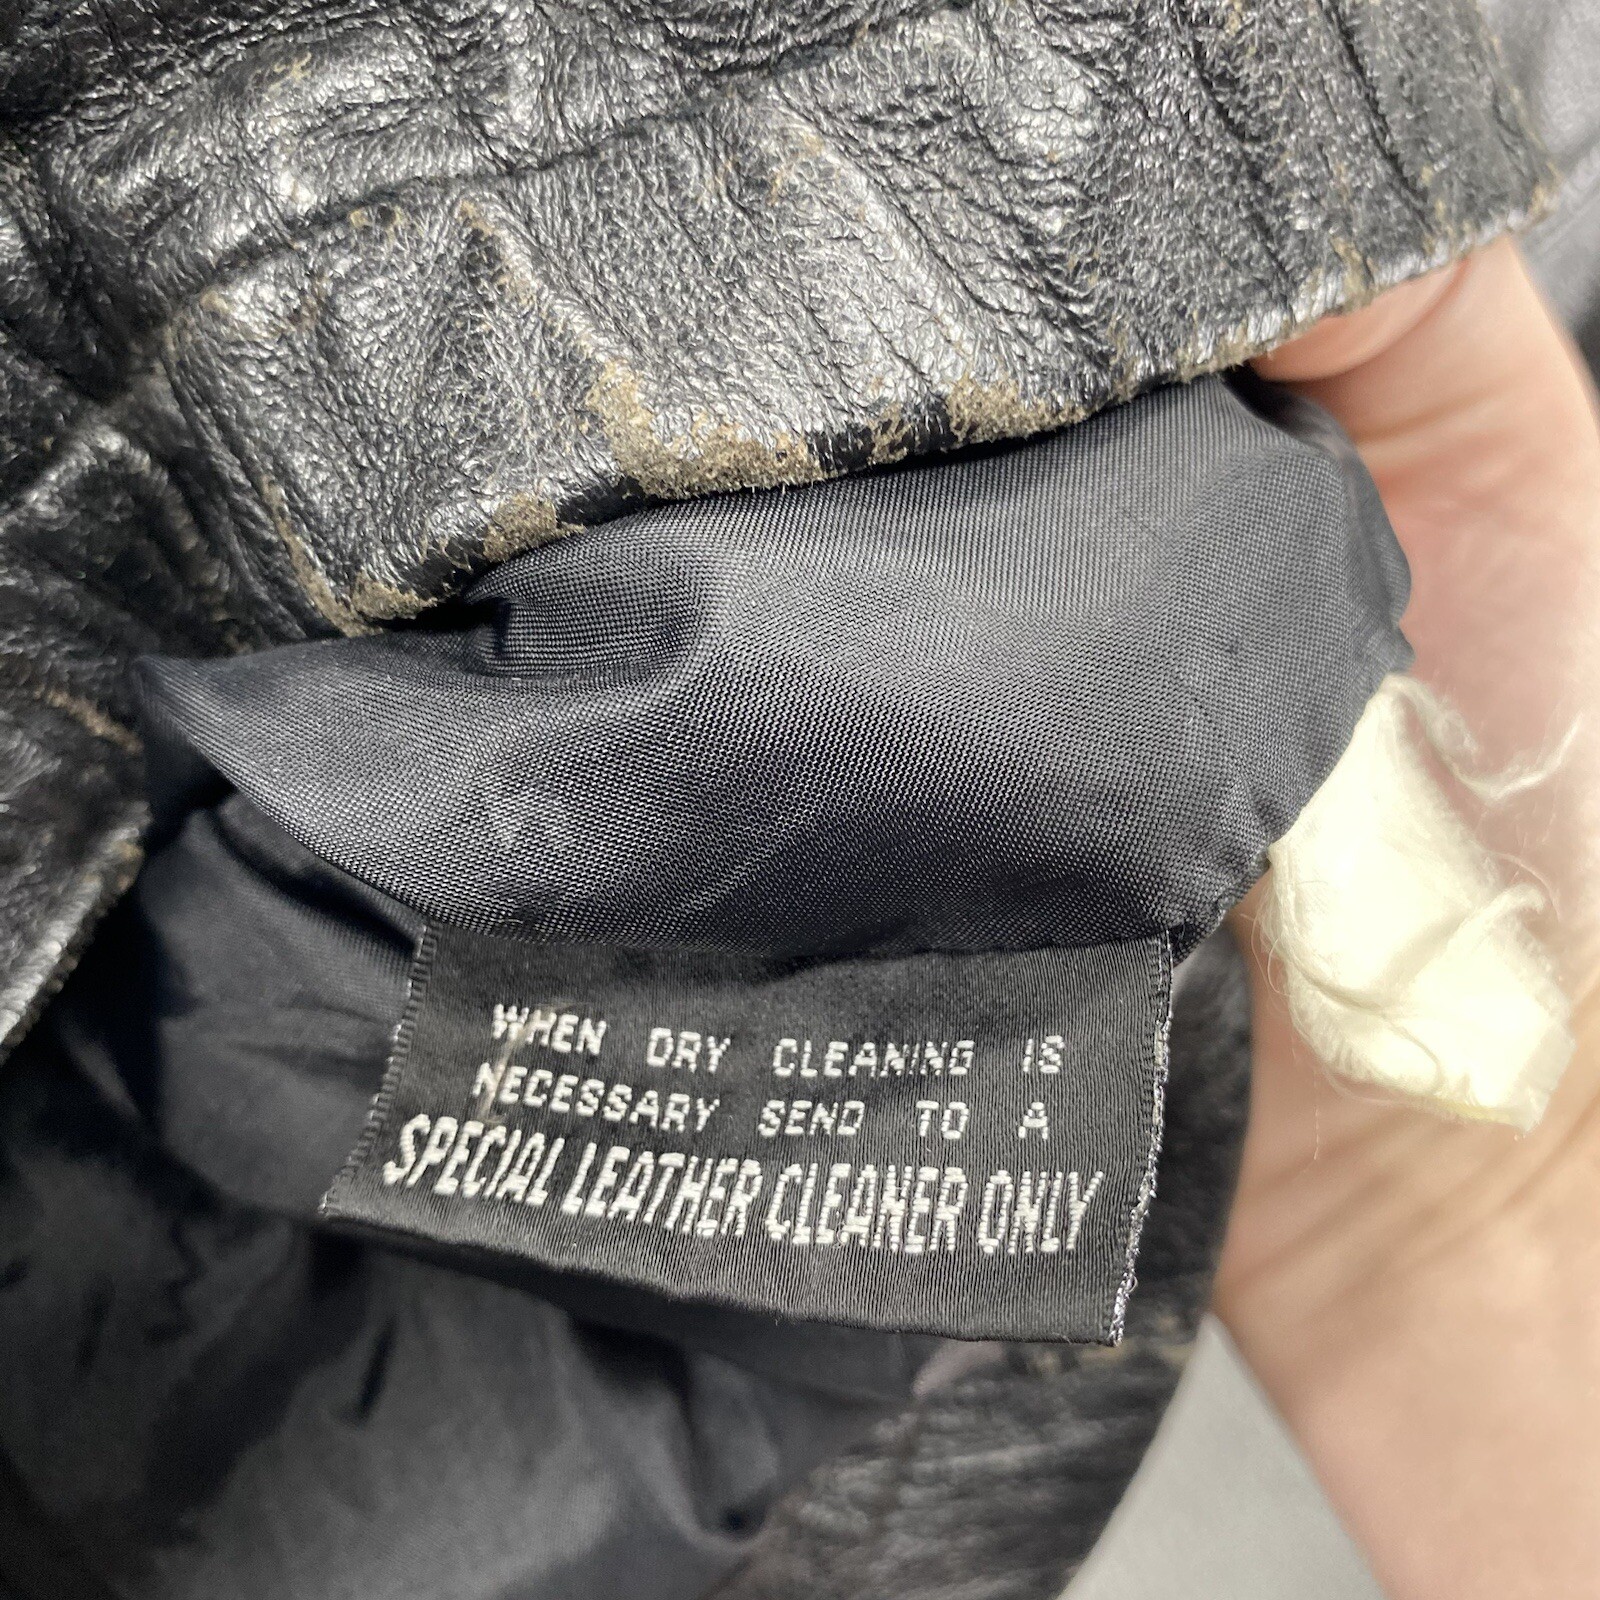 WHEN DRY CLEANING IS
NECESSARY SEND TO A
SPECIAL LEATHER CLEANER ONLY